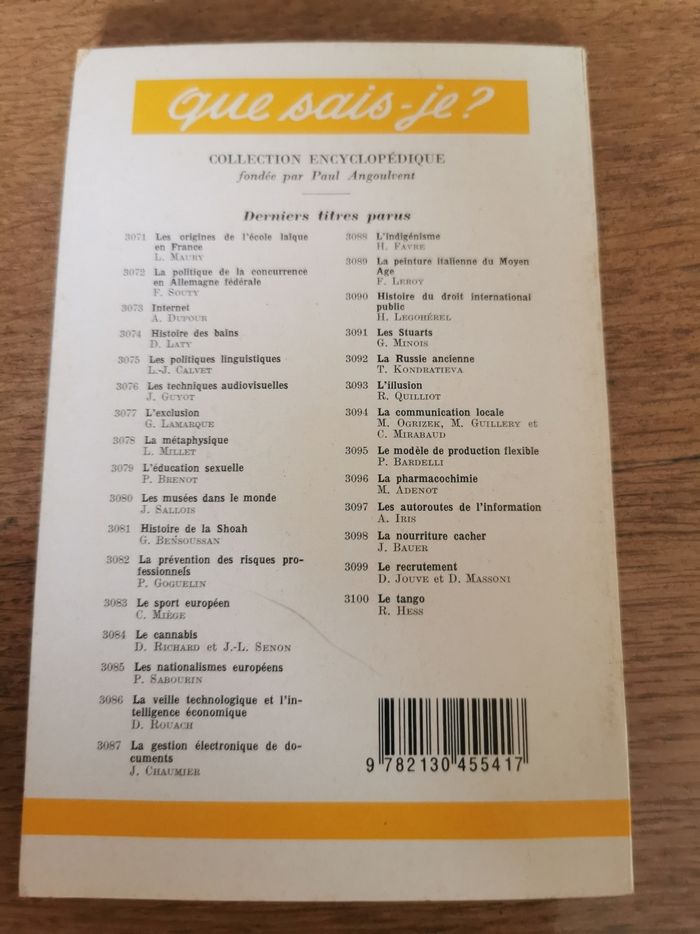 que sais-je?
COLLECTION ENCYCLOPÉDIQUE
fondée par Paul Angoulvent
Derniers titres parus
3071 Les origines de l'école laïque
en France
L. MAURY
3072 La politique de la concurrence
en Allemagne fédérale
F. SOUTY
3073 Internet
A. DUFOUR
3074 Histoire des bains
D. LATY
3075 Les politiques linguistiques
L.-J. CALVET
3076 Les techniques audiovisuelles
J. GUYOT
3077 L'exclusion
G. LAMARQUE
3078 La métaphysique
L. MILLET
3079 L'éducation sexuelle
P. BRENOT
3080 Les musées dans le monde
J. SALLOIS
3081 Histoire de la Shoah
G. BENSOUSSAN
3082 La prévention des risques pro-
fessionnels
P. GOGUELIN
3083 Le sport européen
C. MIÈGE
3084 Le cannabis
D. RICHARD et J.-L. SENON
3085 Les nationalismes européens
P. SABOURIN
3086 La veille technologique et l'in-
telligence économique
D. ROUACH
3087 La gestion électronique de do-
cuments
J. CHAUMIER
3088 L'indigénisme
H. FAVRE
3089 La peinture italienne du Moyen
Age
F. LEROY
3090 Histoire du droit international
public
H. LEGOHÉREL
3091 Les Stuarts
G. MINOIS
3092 La Russie ancienne
T. KONDRATIEVA
3093 L'illusion
R. QUILLIOT
3094 La communication locale
M. OGRIZEK, M. GUILLERY et
C. MIRABAUD
3095 Le modèle de production flexible
P. BARDELLI
3096 La pharmacochimie
M. ADENOT
3097 Les autoroutes de l'information
A. IRIS
3098 La nourriture cacher
J. BAUER
3099 Le recrutement
D. JOUVE et D. MASSONI
3100 Le tango
R. HESS
9 782130 455417